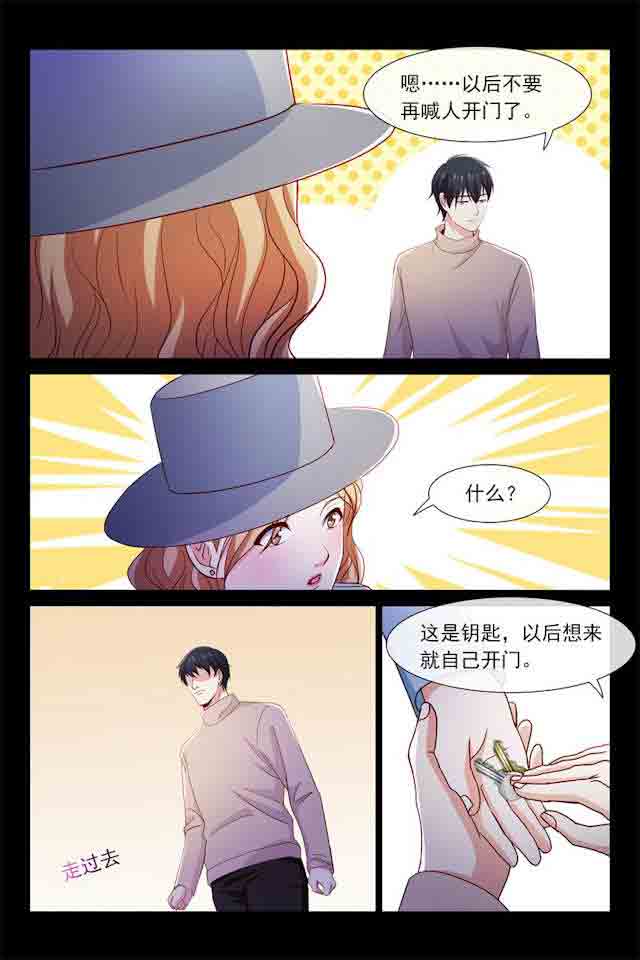 嗯……以后不要
再喊人开门了。
什么?
走过去
这是钥匙，以后想来
就自己开门。